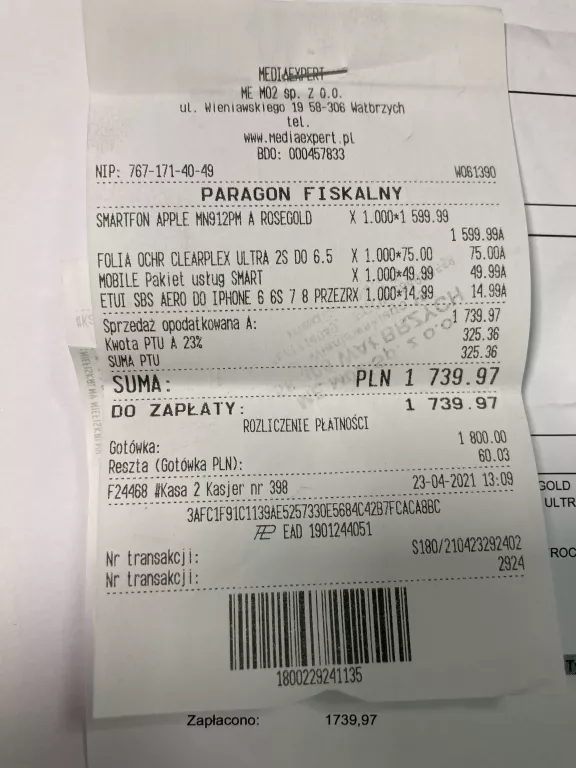 MEDIAEXPERT
ME M02 sp. z o.o.
ul. Wieniawskiego 19 58-306 Wałbrzych
tel.
www.mediaexpert.pl
BDO: 000457833
NIP: 767-171-40-49 W061390
PARAGON FISKALNY
SMARTFON APPLE MN912PM A ROSEGOLD X 1.000*1 599.99
1 599.99A
FOLIA OCHR CLEARPLEX ULTRA 2S DO 6.5 X 1.000*75.00 75.00A
MOBILE Pakiet usług SMART X 1.000*49.99 49.99A
ETUI SBS AERO DO IPHONE 6 6S 7 8 PRZEZRX 1.000*14.99 14.99A
Sprzedaż opodatkowana A: 1 739.97
Kwota PTU A 23% 325.36
SUMA PTU 325.36
SUMA: PLN 1 739.97
DO ZAPŁATY: 1 739.97
ROZLICZENIE PŁATNOŚCI
Gotówka: 1 800.00
Reszta (Gotówka PLN): 60.03
F24468 #Kasa 2 Kasjer nr 398 23-04-2021 13:09
3AFC1F91C1139AE5257330E5684C42B7FCACA8BC
EAD 1901244051
Nr transakcji: S180/210423292402
Nr transakcji: 2924
1800229241135
Zapłacono: 1739,97
GOLD
ULTR